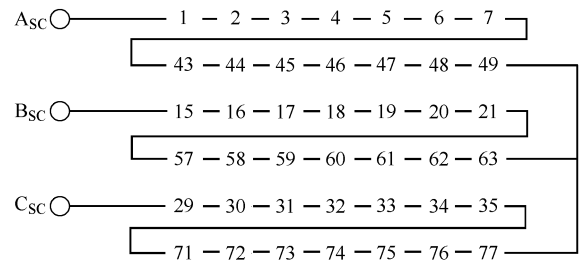 A_SC 1 – 2 – 3 – 4 – 5 – 6 – 7
43 – 44 – 45 – 46 – 47 – 48 – 49
B_SC 15 – 16 – 17 – 18 – 19 – 20 – 21
57 – 58 – 59 – 60 – 61 – 62 – 63
C_SC 29 – 30 – 31 – 32 – 33 – 34 – 35
71 – 72 – 73 – 74 – 75 – 76 – 77